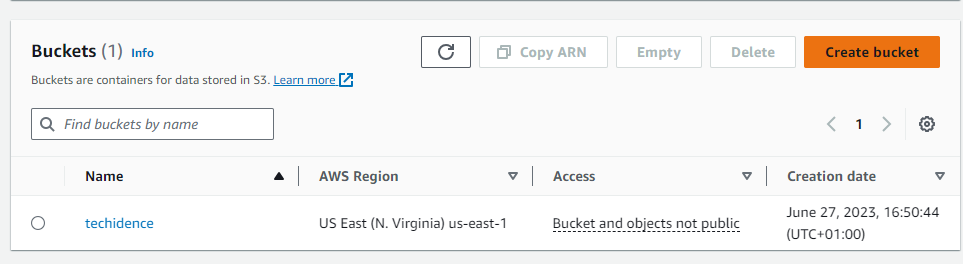 Buckets (1) Info
Copy ARN Empty Delete Create bucket
Buckets are containers for data stored in S3. Learn more
Find buckets by name
1
Name AWS Region Access Creation date
techidence US East (N. Virginia) us-east-1 Bucket and objects not public June 27, 2023, 16:50:44
(UTC+01:00)